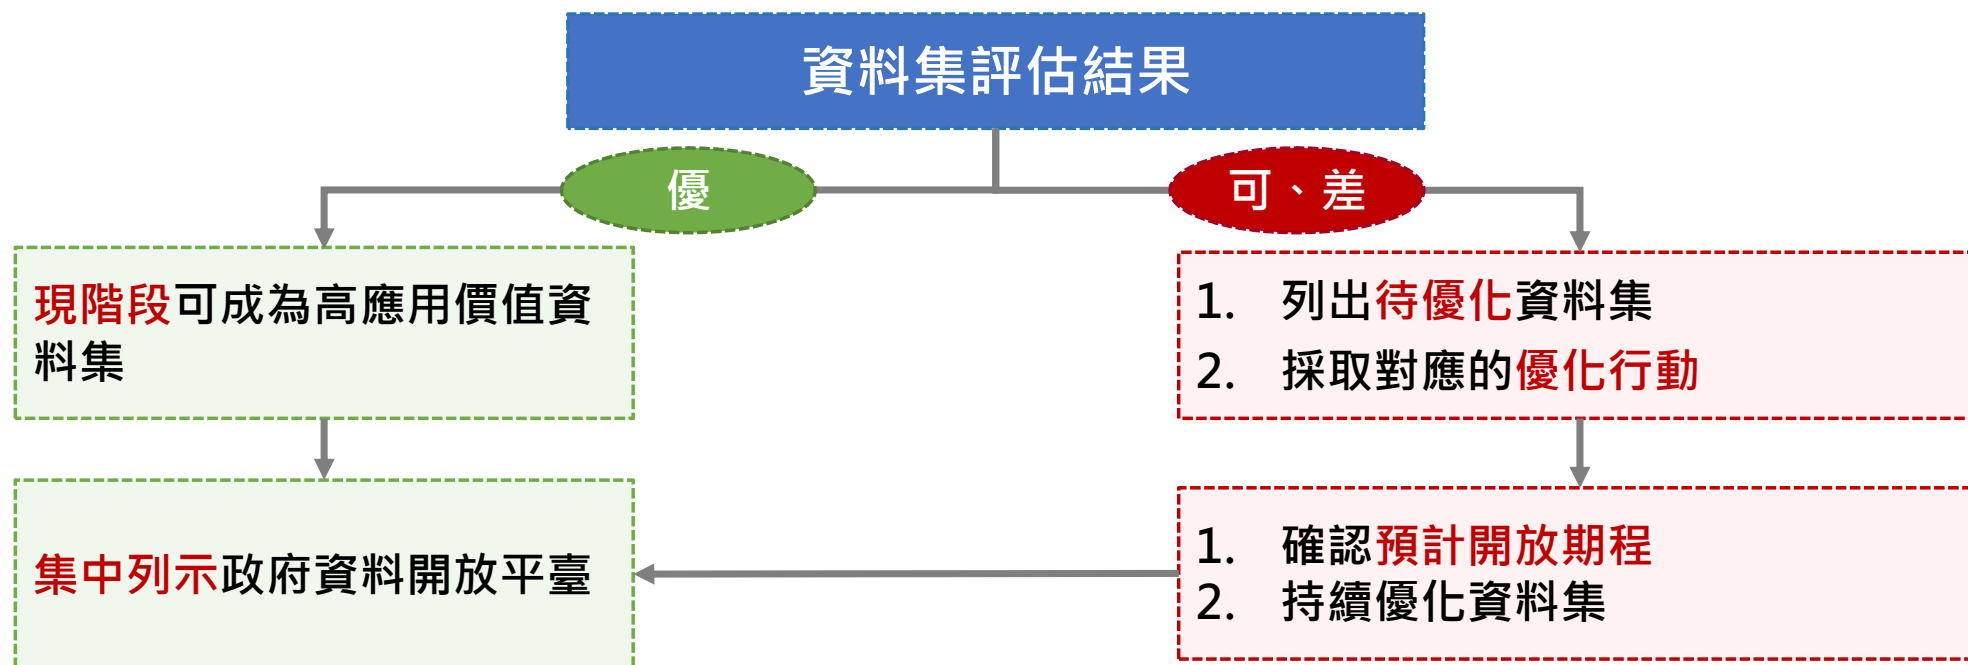 資料集評估結果
優
可、差
現階段可成為高應用價值資
料集
1. 列出待優化資料集
2. 採取對應的優化行動
集中列示政府資料開放平臺
1. 確認預計開放期程
2. 持續優化資料集